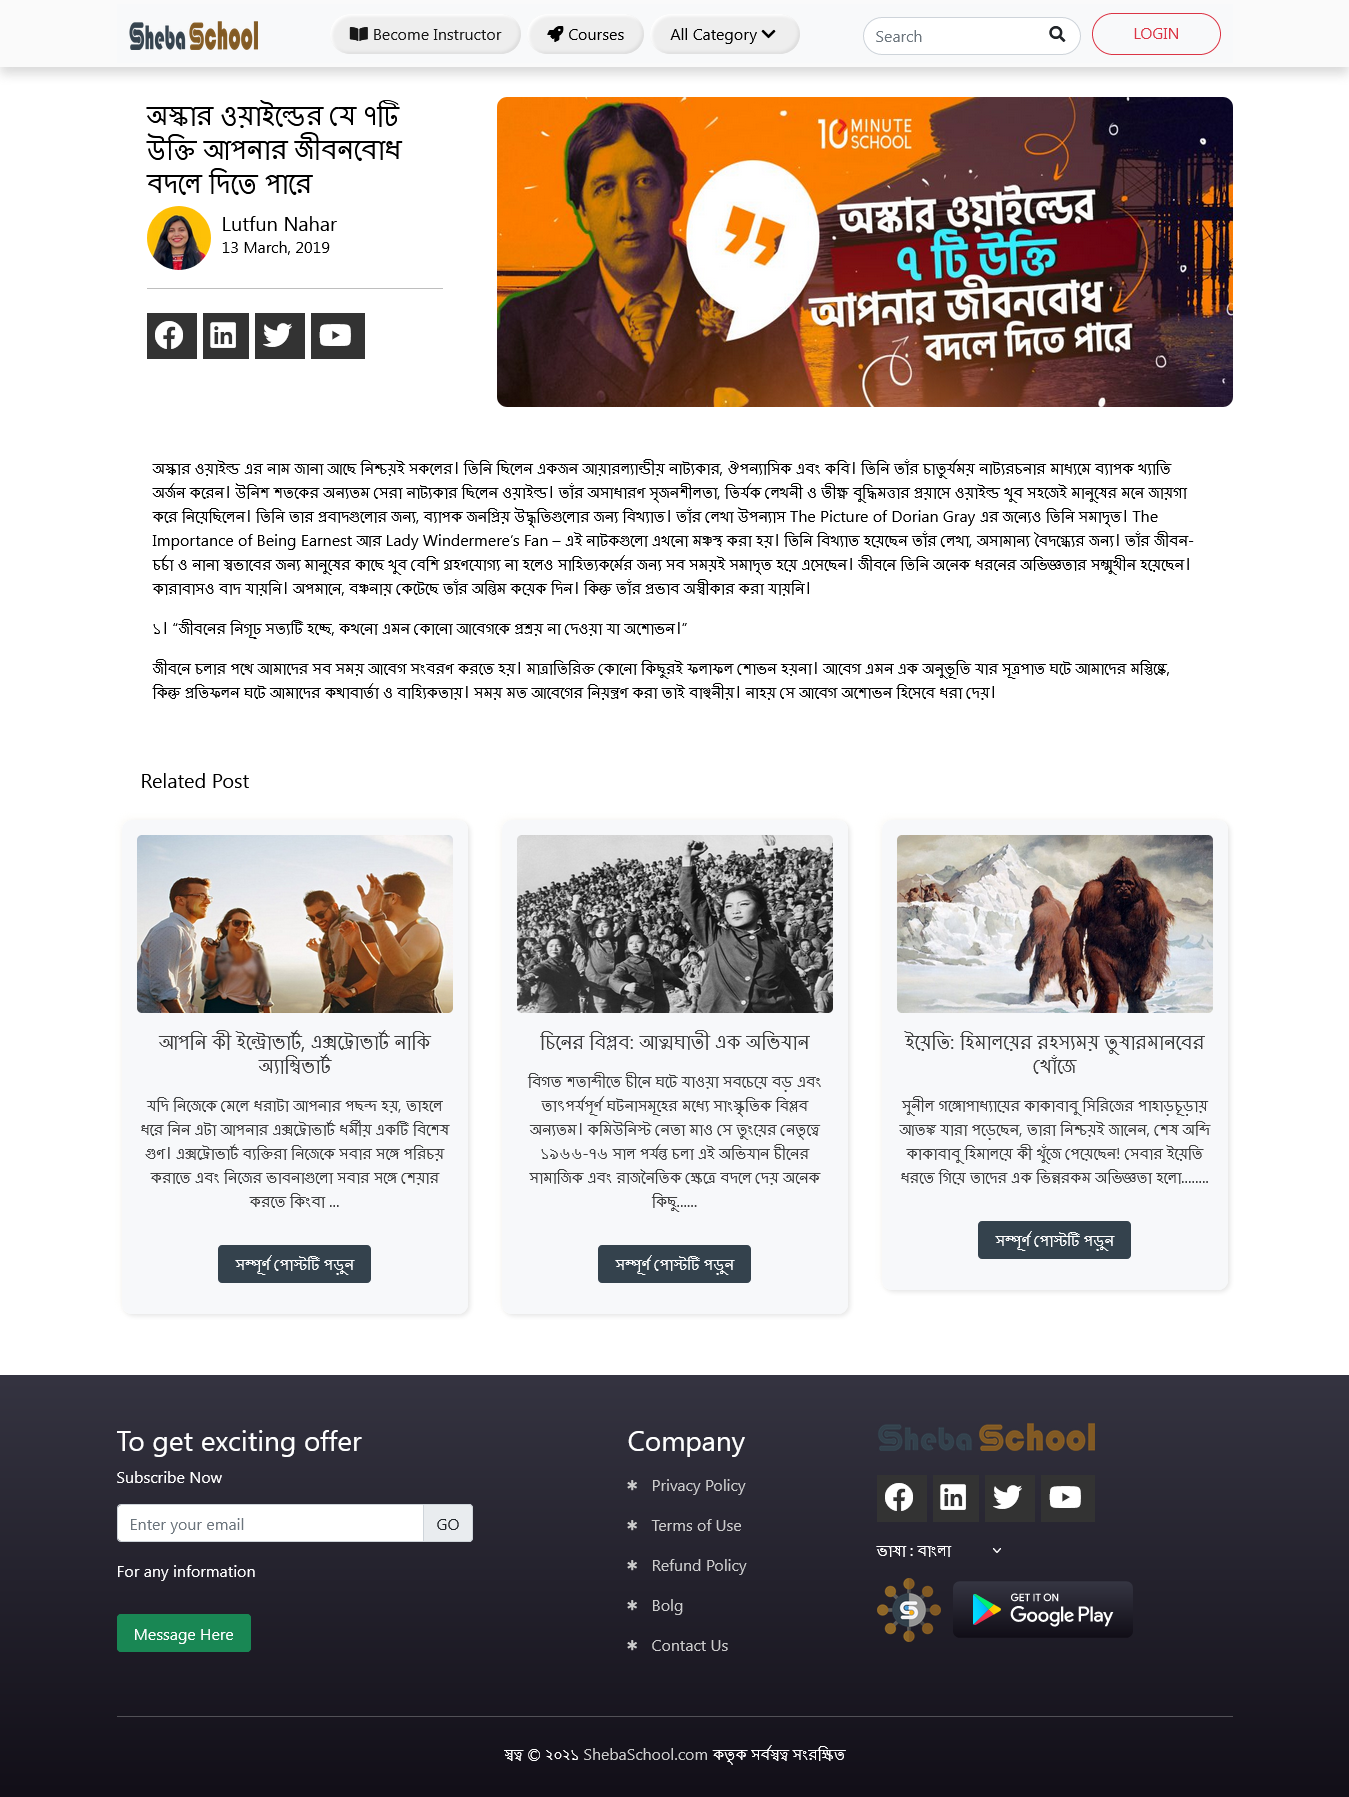 Sheba School
Become Instructor
Courses
All Category
Search
LOGIN
অস্কার ওয়াইল্ডের যে ৭টি
উক্তি আপনার জীবনবোধ
বদলে দিতে পারে
Lutfun Nahar
13 March, 2019
10 MINUTE SCHOOL
অস্কার ওয়াইল্ডের
৭ টি উক্তি
আপনার জীবনবোধ
বদলে দিতে পারে
অস্কার ওয়াইল্ড এর নাম জানা আছে নিশ্চয়ই সকলের। তিনি ছিলেন একজন আয়ারল্যান্ডীয় নাট্যকার, ঔপন্যাসিক এবং কবি। তিনি তাঁর চাতুর্যময় নাট্যরচনার মাধ্যমে ব্যাপক খ্যাতি
অর্জন করেন। উনিশ শতকের অন্যতম সেরা নাট্যকার ছিলেন ওয়াইল্ড। তাঁর অসাধারণ সৃজনশীলতা, তির্যক লেখনী ও তীক্ষ্ণ বুদ্ধিমত্তার প্রয়াসে ওয়াইল্ড খুব সহজেই মানুষের মনে জায়গা
করে নিয়েছিলেন। তিনি তার প্রবাদগুলোর জন্য, ব্যাপক জনপ্রিয় উদ্ধৃতিগুলোর জন্য বিখ্যাত। তাঁর লেখা উপন্যাস The Picture of Dorian Gray এর জন্যেও তিনি সমাদৃত। The
Importance of Being Earnest আর Lady Windermere’s Fan – এই নাটকগুলো এখনো মঞ্চস্থ করা হয়। তিনি বিখ্যাত হয়েছেন তাঁর লেখা, অসামান্য বৈদগ্ধ্যের জন্য। তাঁর জীবন-
চর্চা ও নানা স্বভাবের জন্য মানুষের কাছে খুব বেশি গ্রহণযোগ্য না হলেও সাহিত্যকর্মের জন্য সব সময়ই সমাদৃত হয়ে এসেছেন। জীবনে তিনি অনেক ধরনের অভিজ্ঞতার সম্মুখীন হয়েছেন।
কারাবাসও বাদ যায়নি। অপমানে, বঞ্চনায় কেটেছে তাঁর অন্তিম কয়েক দিন। কিন্তু তাঁর প্রভাব অস্বীকার করা যায়নি।
১। “জীবনের নিগূঢ় সত্যটি হচ্ছে, কখনো এমন কোনো আবেগকে প্রশ্রয় না দেওয়া যা অশোভন।”
জীবনে চলার পথে আমাদের সব সময় আবেগ সংবরণ করতে হয়। মাত্রাতিরিক্ত কোনো কিছুরই ফলাফল শোভন হয়না। আবেগ এমন এক অনুভূতি যার সূত্রপাত ঘটে আমাদের মস্তিষ্কে,
কিন্তু প্রতিফলন ঘটে আমাদের কথাবার্তা ও বাহ্যিকতায়। সময় মত আবেগের নিয়ন্ত্রণ করা তাই বাঞ্ছনীয়। নাহয় সে আবেগ অশোভন হিসেবে ধরা দেয়।
Related Post
আপনি কী ইন্ট্রোভার্ট, এক্সট্রোভার্ট নাকি
অ্যাম্বিভার্ট
যদি নিজেকে মেলে ধরাটা আপনার পছন্দ হয়, তাহলে
ধরে নিন এটা আপনার এক্সট্রোভার্ট ধর্মীয় একটি বিশেষ
গুণ। এক্সট্রোভার্ট ব্যক্তিরা নিজেকে সবার সঙ্গে পরিচয়
করাতে এবং নিজের ভাবনাগুলো সবার সঙ্গে শেয়ার
করতে কিংবা ...
সম্পূর্ণ পোস্টটি পড়ুন
চিনের বিপ্লব: আত্মঘাতী এক অভিযান
বিগত শতাব্দীতে চীনে ঘটে যাওয়া সবচেয়ে বড় এবং
তাৎপর্যপূর্ণ ঘটনাসমূহের মধ্যে সাংস্কৃতিক বিপ্লব
অন্যতম। কমিউনিস্ট নেতা মাও সে তুংয়ের নেতৃত্বে
১৯৬৬-৭৬ সাল পর্যন্ত চলা এই অভিযান চীনের
সামাজিক এবং রাজনৈতিক ক্ষেত্রে বদলে দেয় অনেক
কিছু......
সম্পূর্ণ পোস্টটি পড়ুন
ইয়েতি: হিমালয়ের রহস্যময় তুষারমানবের
খোঁজে
সুনীল গঙ্গোপাধ্যায়ের কাকাবাবু সিরিজের পাহাড়চূড়ায়
আতঙ্ক যারা পড়েছেন, তারা নিশ্চয়ই জানেন, শেষ অব্দি
কাকাবাবু হিমালয়ে কী খুঁজে পেয়েছেন! সেবার ইয়েতি
ধরতে গিয়ে তাদের এক ভিন্নরকম অভিজ্ঞতা হলো........
সম্পূর্ণ পোস্টটি পড়ুন
To get exciting offer
Subscribe Now
Enter your email
GO
For any information
Message Here
Company
Privacy Policy
Terms of Use
Refund Policy
Bolg
Contact Us
Sheba School
ভাষা : বাংলা
S
GET IT ON
Google Play
স্বত্ব © ২০২১ ShebaSchool.com কতৃক সর্বস্বত্ব সংরক্ষিত